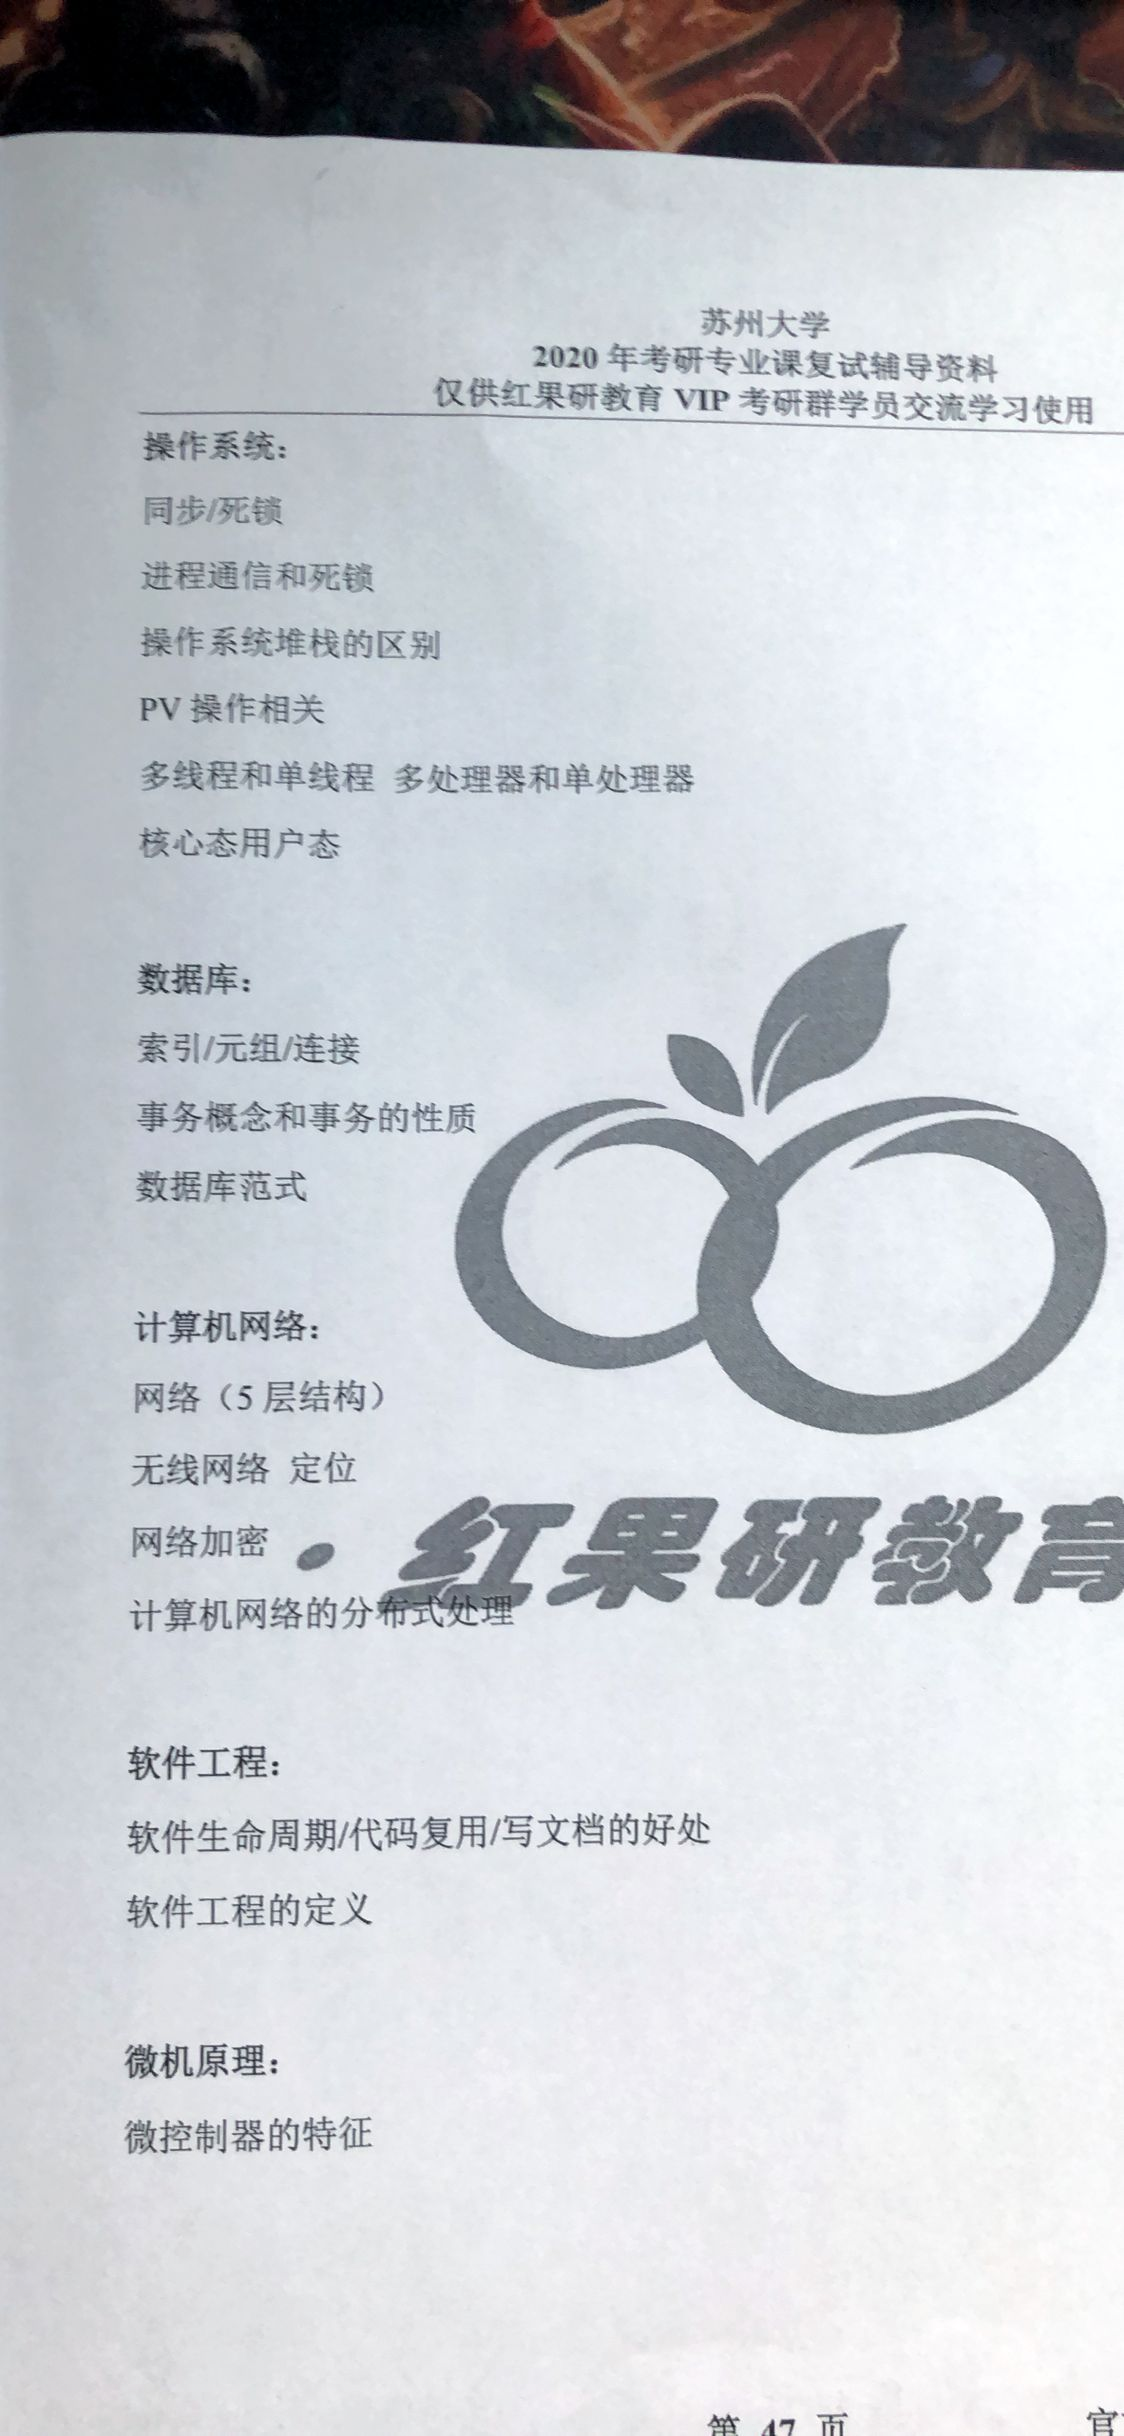 苏州大学
2020 年考研专业课复试辅导资料
仅供红果研教育 VIP 考研群学员交流学习使用
操作系统：
同步/死锁
进程通信和死锁
操作系统堆栈的区别
PV 操作相关
多线程和单线程 多处理器和单处理器
核心态用户态
数据库：
索引/元组/连接
事务概念和事务的性质
数据库范式
计算机网络：
网络（5 层结构）
无线网络 定位
网络加密
红果研教育
计算机网络的分布式处理
软件工程：
软件生命周期/代码复用/写文档的好处
软件工程的定义
微机原理：
微控制器的特征
第 47 页